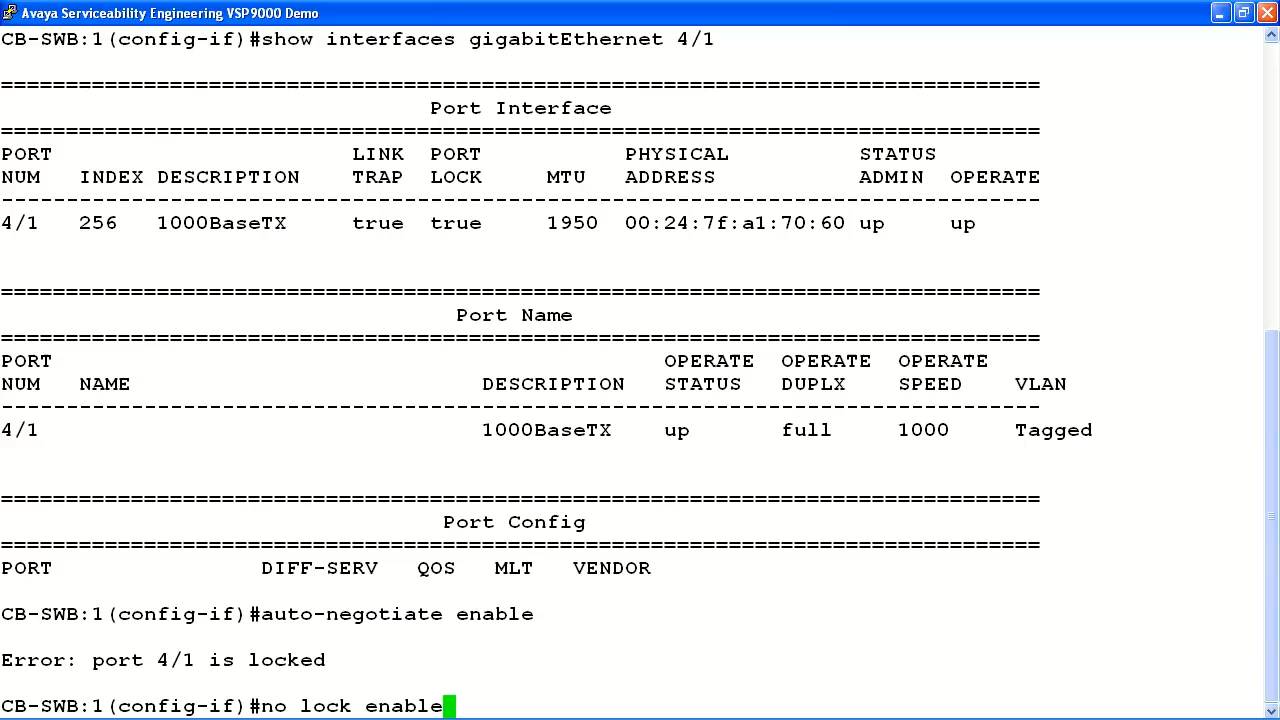 Avaya Serviceability Engineering VSP9000 Demo
CB-SWB:1(config-if)#show interfaces gigabitEthernet 4/1
================================================================================
Port Interface
================================================================================
PORT LINK PORT PHYSICAL STATUS
NUM INDEX DESCRIPTION TRAP LOCK MTU ADDRESS ADMIN OPERATE
--------------------------------------------------------------------------------
4/1 256 1000BaseTX true true 1950 00:24:7f:a1:70:60 up up
================================================================================
Port Name
================================================================================
PORT OPERATE OPERATE OPERATE
NUM NAME DESCRIPTION STATUS DUPLX SPEED VLAN
--------------------------------------------------------------------------------
4/1 1000BaseTX up full 1000 Tagged
================================================================================
Port Config
================================================================================
PORT DIFF-SERV QOS MLT VENDOR
CB-SWB:1(config-if)#auto-negotiate enable
Error: port 4/1 is locked
CB-SWB:1(config-if)#no lock enable